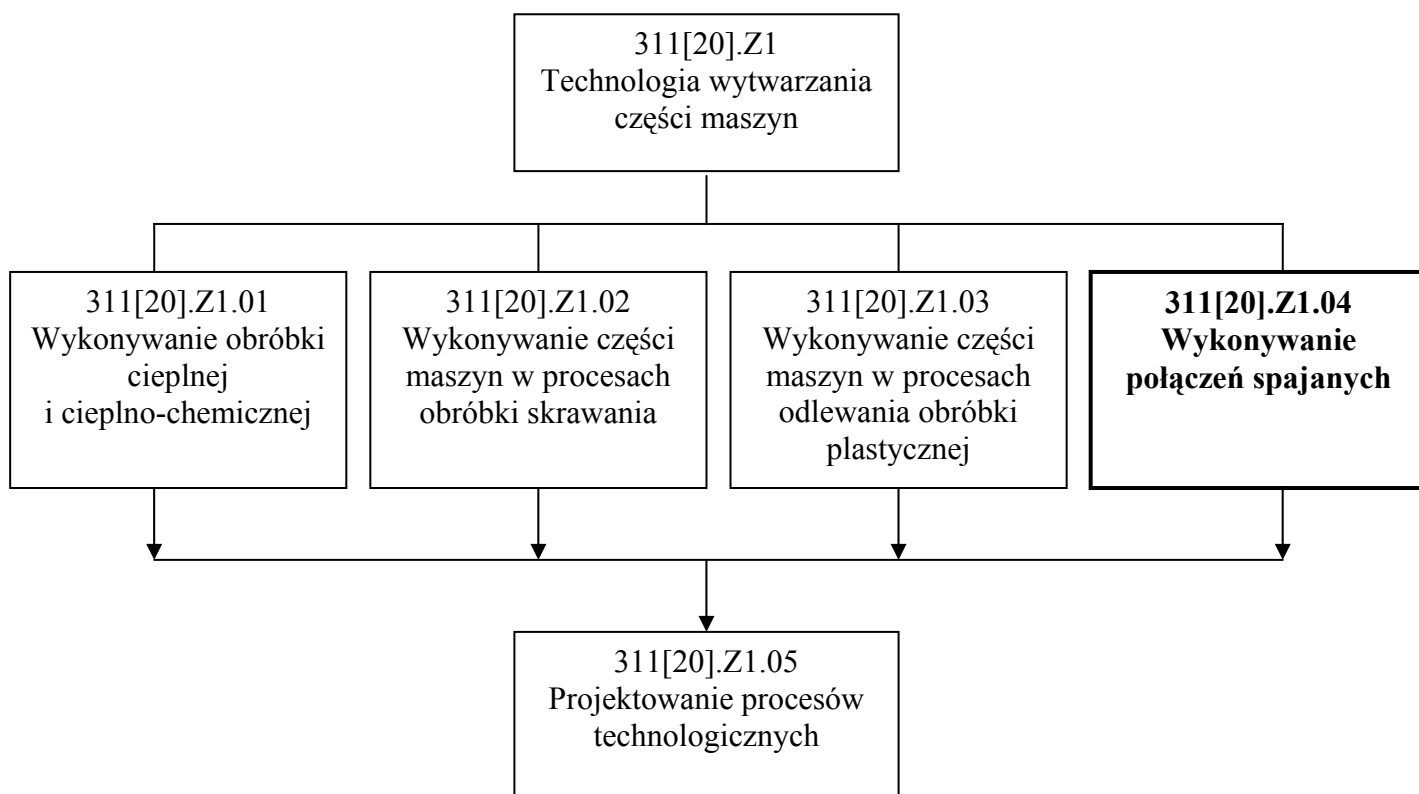 311[20].Z1
Technologia wytwarzania
części maszyn
311[20].Z1.01
Wykonywanie obróbki
cieplnej
i cieplno-chemicznej
311[20].Z1.02
Wykonywanie części
maszyn w procesach
obróbki skrawania
311[20].Z1.03
Wykonywanie części
maszyn w procesach
odlewania obróbki
plastycznej
311[20].Z1.04
Wykonywanie
połączeń spajanych
311[20].Z1.05
Projektowanie procesów
technologicznych